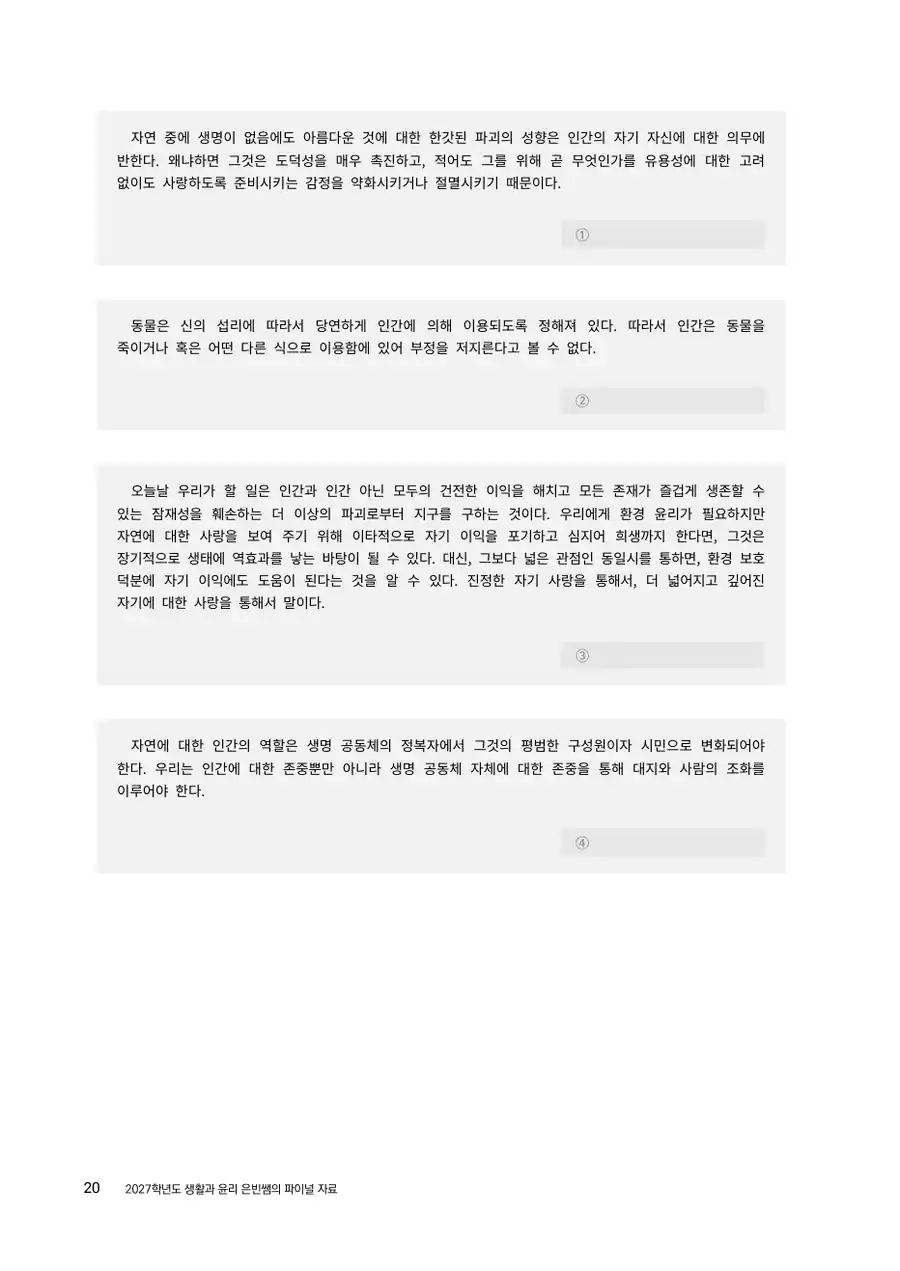 자연 중에 생명이 없음에도 아름다운 것에 대한 한갓된 파괴의 성향은 인간의 자기 자신에 대한 의무에
반한다. 왜냐하면 그것은 도덕성을 매우 촉진하고, 적어도 그를 위해 곧 무엇인가를 유용성에 대한 고려
없이도 사랑하도록 준비시키는 감정을 약화시키거나 절멸시키기 때문이다.
①
동물은 신의 섭리에 따라서 당연하게 인간에 의해 이용되도록 정해져 있다. 따라서 인간은 동물을
죽이거나 혹은 어떤 다른 식으로 이용함에 있어 부정을 저지른다고 볼 수 없다.
②
오늘날 우리가 할 일은 인간과 인간 아닌 모두의 건전한 이익을 해치고 모든 존재가 즐겁게 생존할 수
있는 잠재성을 훼손하는 더 이상의 파괴로부터 지구를 구하는 것이다. 우리에게 환경 윤리가 필요하지만
자연에 대한 사랑을 보여 주기 위해 이타적으로 자기 이익을 포기하고 심지어 희생까지 한다면, 그것은
장기적으로 생태에 역효과를 낳는 바탕이 될 수 있다. 대신, 그보다 넓은 관점인 동일시를 통하면, 환경 보호
덕분에 자기 이익에도 도움이 된다는 것을 알 수 있다. 진정한 자기 사랑을 통해서, 더 넓어지고 깊어진
자기에 대한 사랑을 통해서 말이다.
③
자연에 대한 인간의 역할은 생명 공동체의 정복자에서 그것의 평범한 구성원이자 시민으로 변화되어야
한다. 우리는 인간에 대한 존중뿐만 아니라 생명 공동체 자체에 대한 존중을 통해 대지와 사람의 조화를
이루어야 한다.
④
20 2027학년도 생활과 윤리 은빈쌤의 파이널 자료